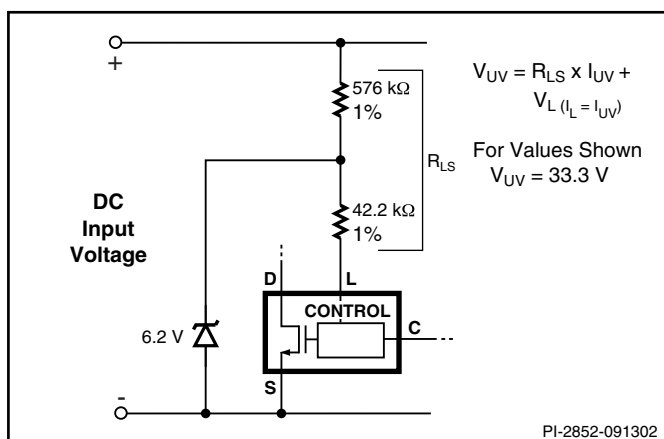 +
576 kΩ
1%
R_LS
V_UV = R_LS x I_UV +
V_L (I_L = I_UV)
For Values Shown
V_UV = 33.3 V
DC
Input
Voltage
42.2 kΩ
1%
D
L
CONTROL
C
6.2 V
S
-
PI-2852-091302